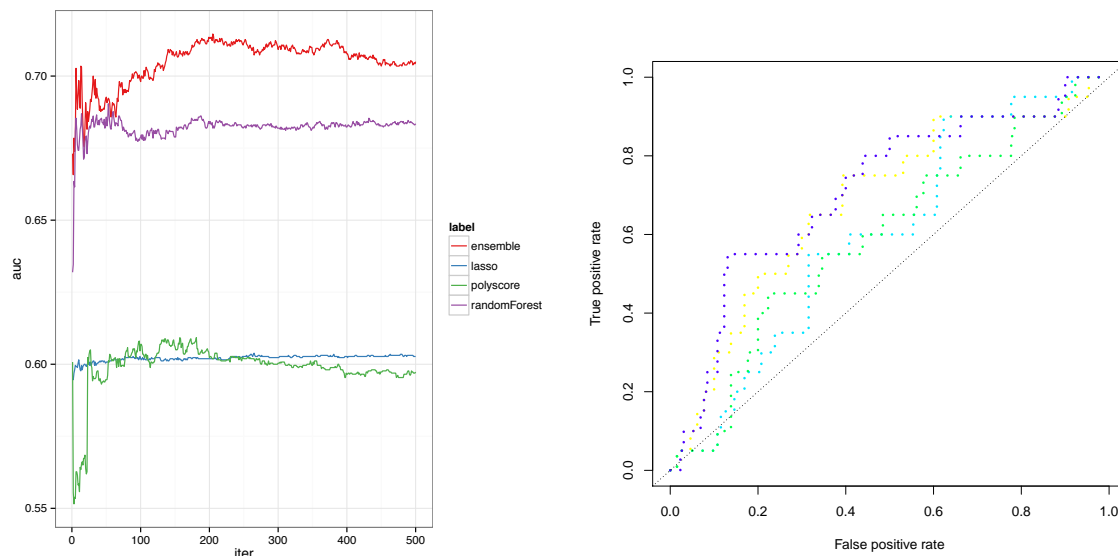 auc
0.70
0.65
0.60
0.55
0 100 200 300 400 500
iter
label
ensemble
lasso
polyscore
randomForest
True positive rate
1.0
0.8
0.6
0.4
0.2
0.0
0.0 0.2 0.4 0.6 0.8 1.0
False positive rate